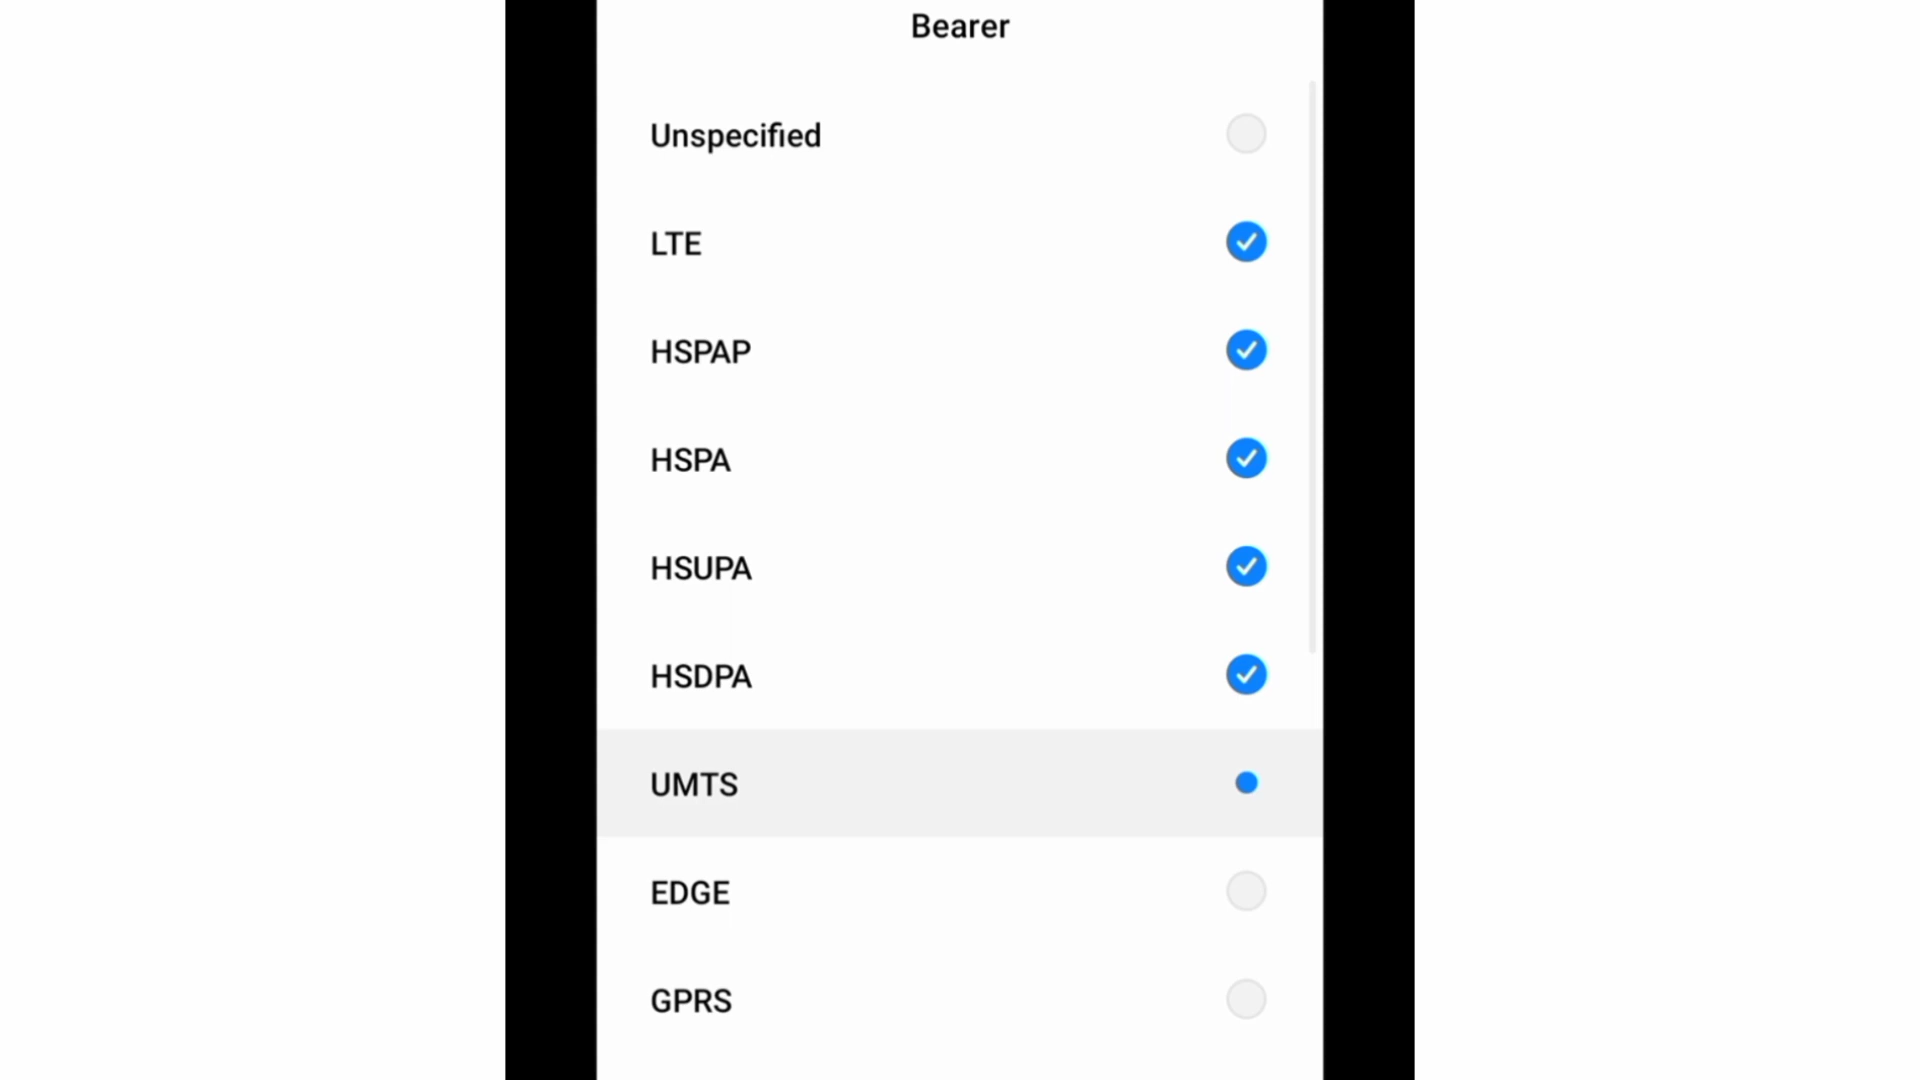 Bearer
Unspecified
LTE
HSPAP
HSPA
HSUPA
HSDPA
UMTS
EDGE
GPRS